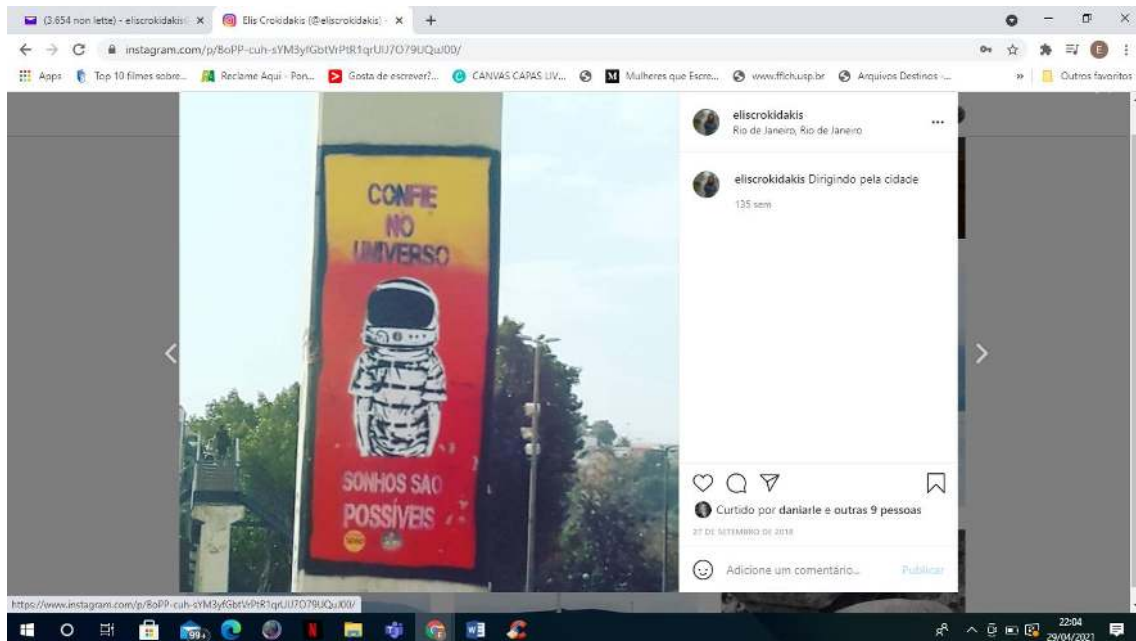 (3.654 non lette) - eliscrokidakis
Elis Crokidakis (@eliscrokidakis) -
instagram.com/p/BoPP-cuh-sYM3yfGbtVrPtR1qrUIJ7O79UQuJ00/
Apps
Top 10 filmes sobre...
Reclame Aqui - Pon...
Gosta de escrever?...
CANVAS CAPAS LIV...
Mulheres que Escre...
www.fflch.usp.br
Arquivos Destinos -...
Outros favoritos
CONFIE
NO
UNIVERSO
SONHOS SAO
POSSÍVEIS
eliscrokidakis
Rio de Janeiro, Rio de Janeiro
eliscrokidakis Dirigindo pela cidade
135 sem
Curtido por daniarle e outras 9 pessoas
27 DE SETEMBRO DE 2018
Adicione um comentário...
Publicar
https://www.instagram.com/p/BoPP-cuh-sYM3yfGbtVrPtR1qrUIJ7O79UQuJ00/
99+
22:04
29/04/2021